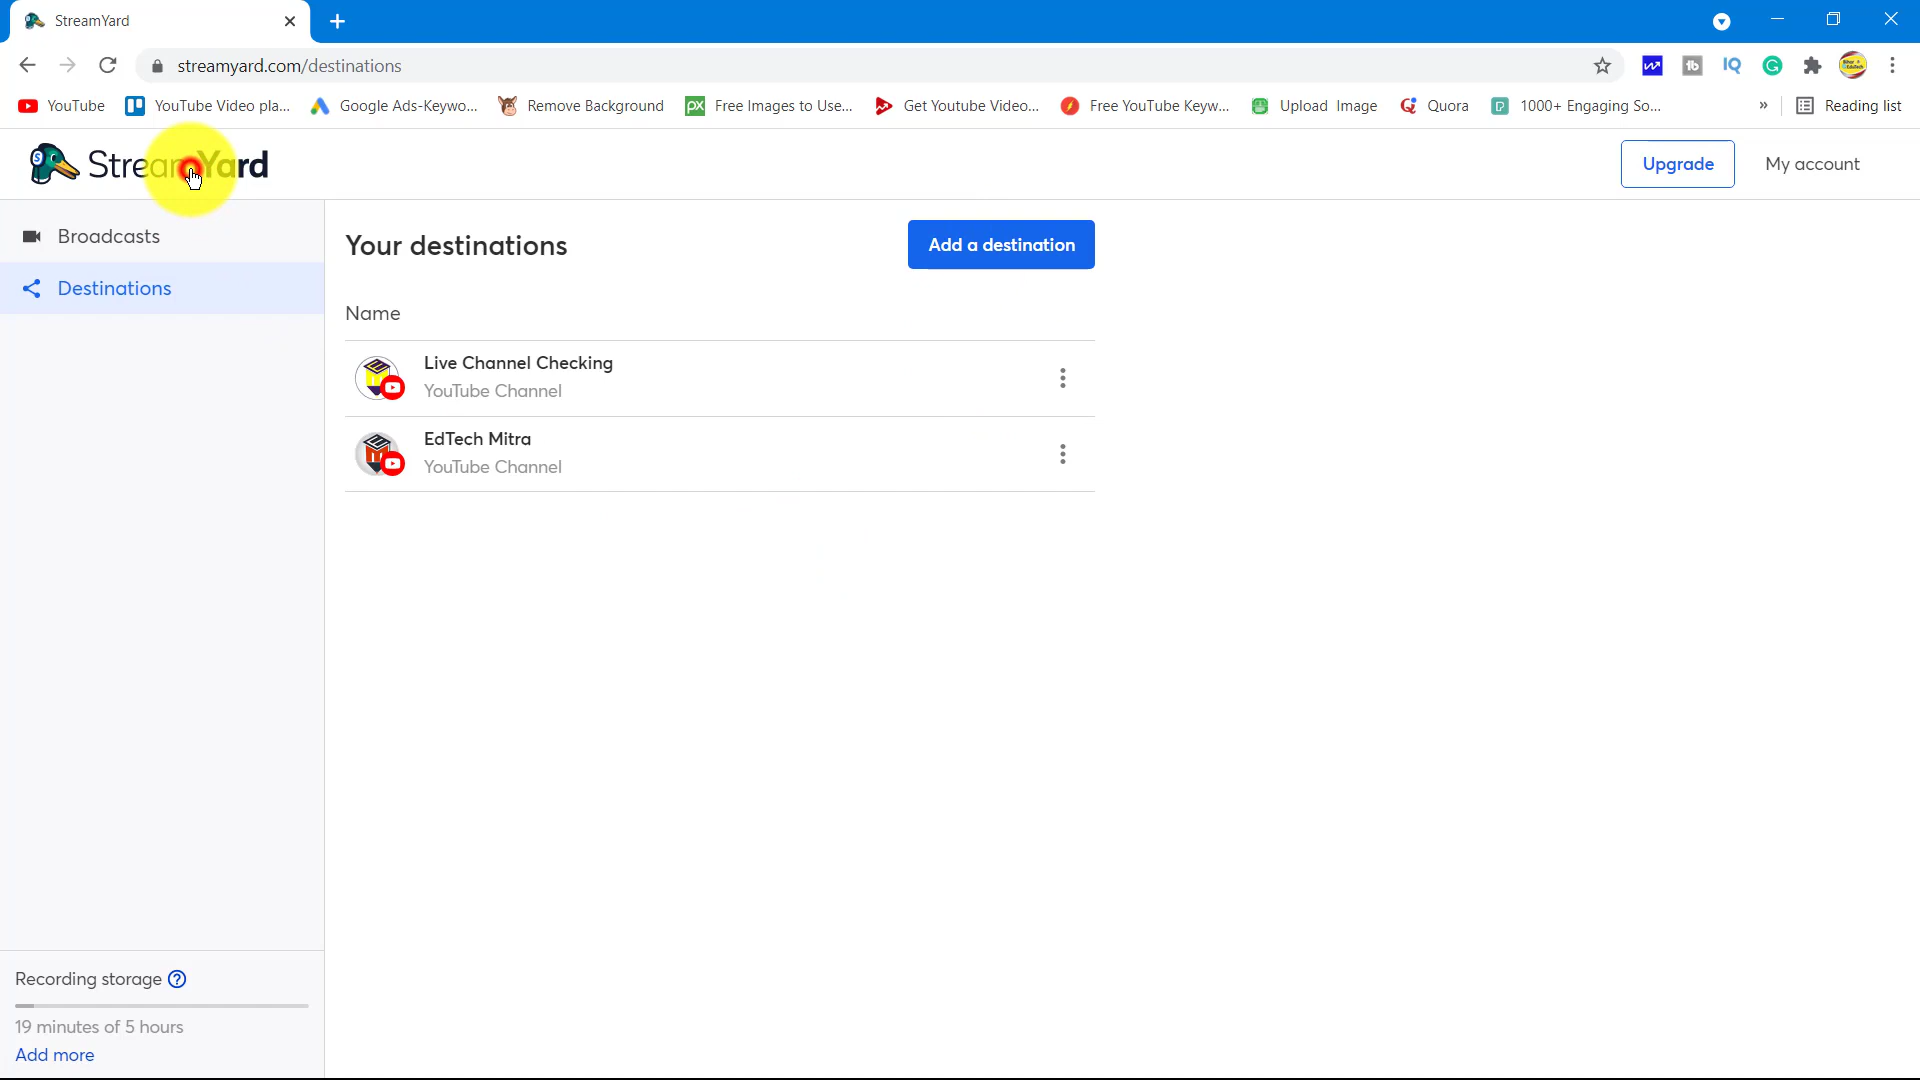 StreamYard
streamyard.com/destinations
YouTube
YouTube Video pla...
Google Ads-Keywo...
Remove Background
Free Images to Use...
Get Youtube Video...
Free YouTube Keyw...
Upload Image
Quora
1000+ Engaging So...
»
Reading list
StreamYard
Upgrade
My account
Broadcasts
Destinations
Your destinations
Add a destination
Name
Live Channel Checking
YouTube Channel
EdTech Mitra
YouTube Channel
Recording storage
19 minutes of 5 hours
Add more